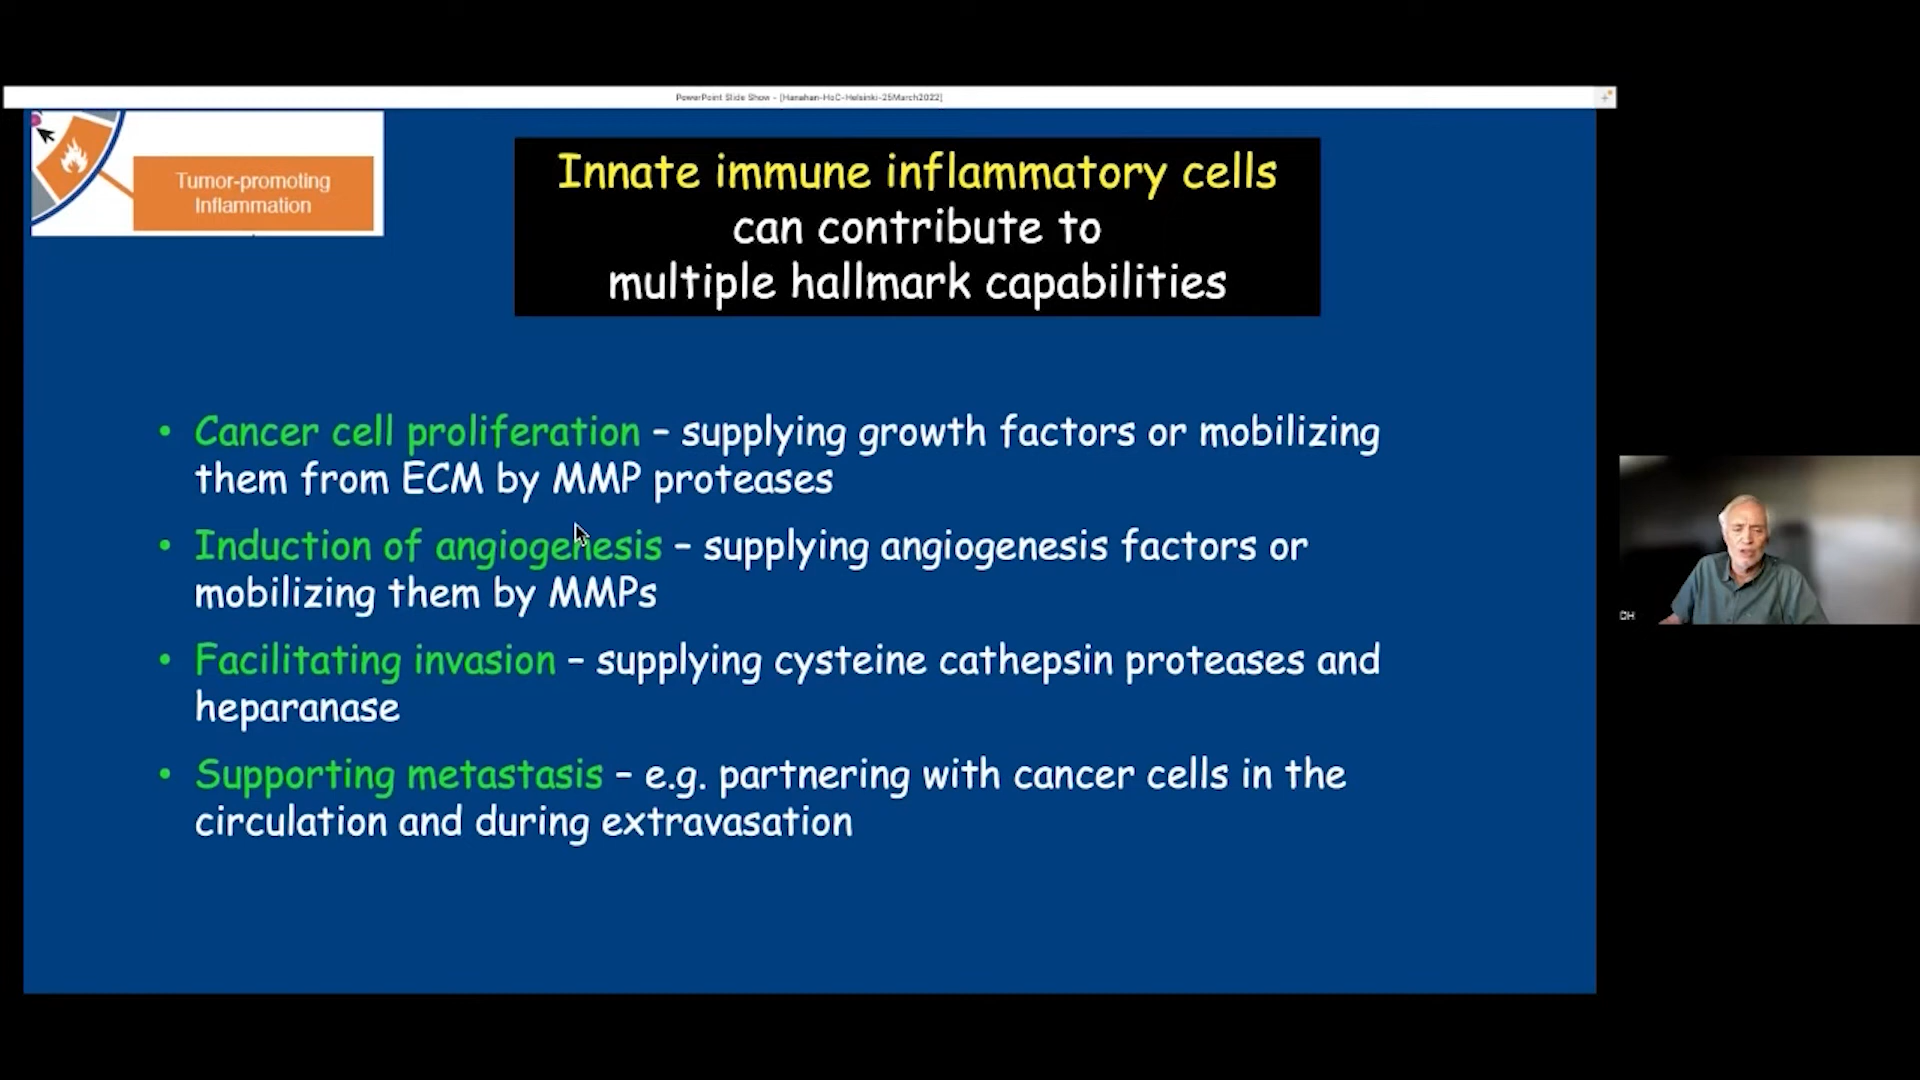 PowerPoint Slide Show - [Hanahan-HoC-Helsinki-25March2022]
Tumor-promoting
Inflammation
Innate immune inflammatory cells
can contribute to
multiple hallmark capabilities
• Cancer cell proliferation – supplying growth factors or mobilizing
them from ECM by MMP proteases
• Induction of angiogenesis – supplying angiogenesis factors or
mobilizing them by MMPs
• Facilitating invasion – supplying cysteine cathepsin proteases and
heparanase
• Supporting metastasis – e.g. partnering with cancer cells in the
circulation and during extravasation
DH